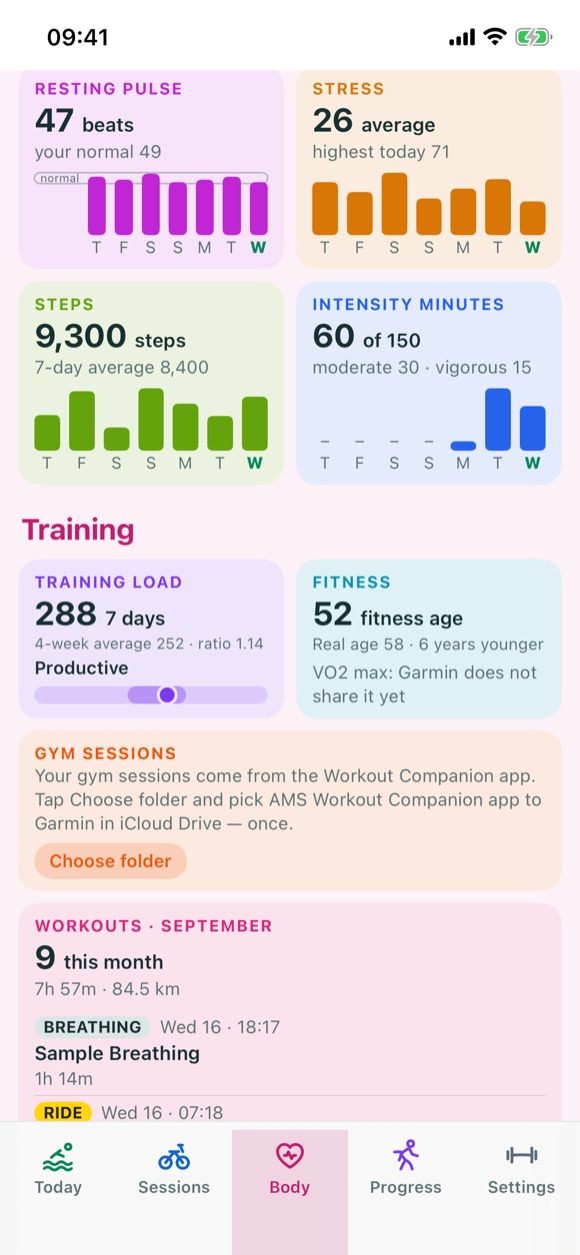 09:41
RESTING PULSE
47 beats
your normal 49
normal
T F S S M T W
STRESS
26 average
highest today 71
T F S S M T W
STEPS
9,300 steps
7-day average 8,400
T F S S M T W
INTENSITY MINUTES
60 of 150
moderate 30 · vigorous 15
T F S S M T W
Training
TRAINING LOAD
288 7 days
4-week average 252 · ratio 1.14
Productive
FITNESS
52 fitness age
Real age 58 · 6 years younger
VO2 max: Garmin does not
share it yet
GYM SESSIONS
Your gym sessions come from the Workout Companion app.
Tap Choose folder and pick AMS Workout Companion app to
Garmin in iCloud Drive — once.
Choose folder
WORKOUTS · SEPTEMBER
9 this month
7h 57m · 84.5 km
BREATHING Wed 16 · 18:17
Sample Breathing
1h 14m
RIDE Wed 16 · 07:18
Today Sessions Body Progress Settings